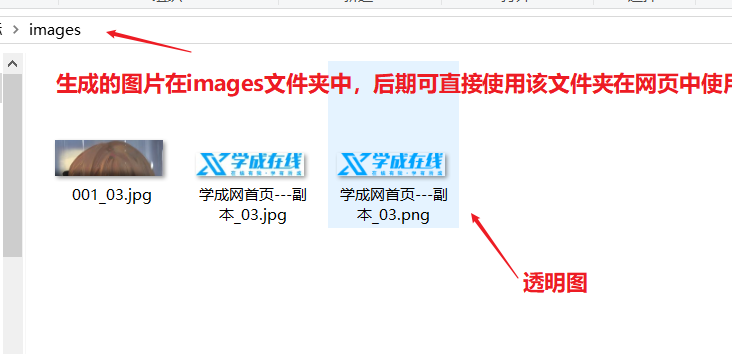 images
生成的图片在images文件夹中，后期可直接使用该文件夹在网页中使用
学成在线
学成在线
001_03.jpg
学成网首页---副
本_03.jpg
学成网首页---副
本_03.png
透明图